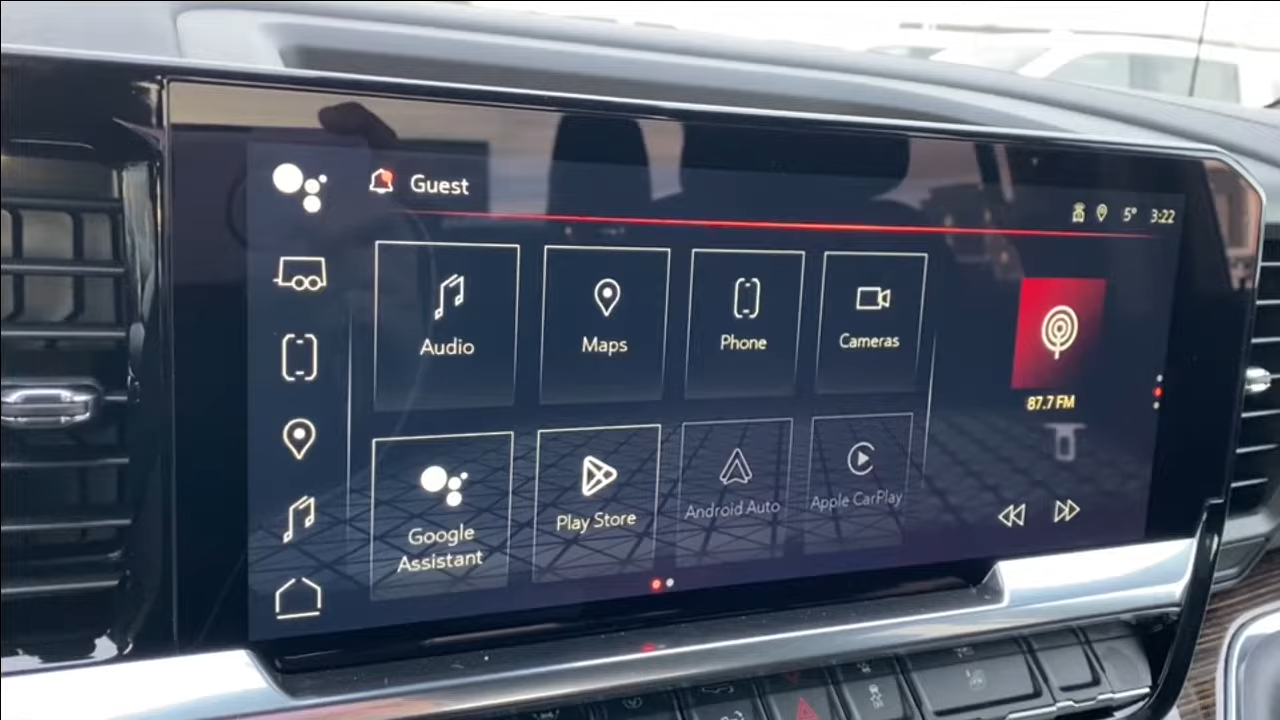 Guest
5° 3:22
Audio
Maps
Phone
Cameras
87.7 FM
Google
Assistant
Play Store
Android Auto
Apple CarPlay